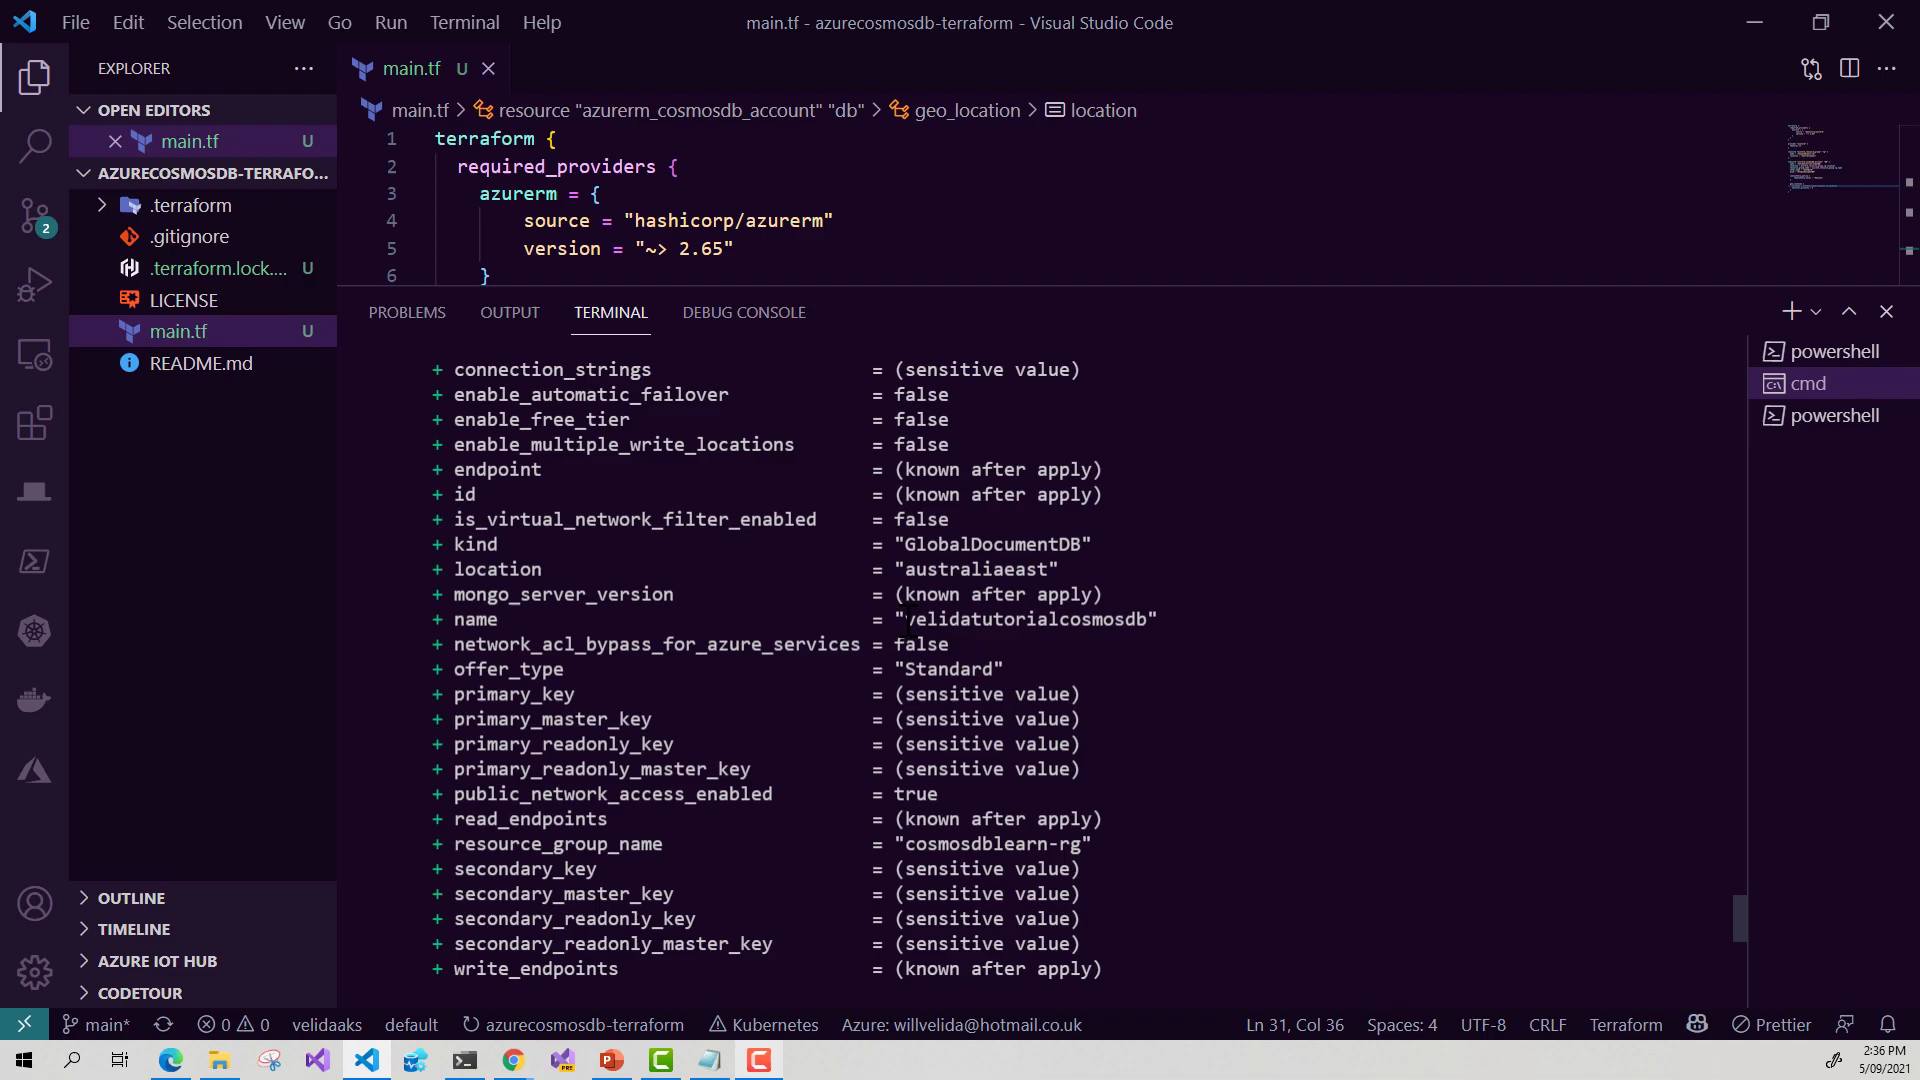 File Edit Selection View Go Run Terminal Help
main.tf - azurecosmosdb-terraform - Visual Studio Code
EXPLORER
OPEN EDITORS
main.tf U
AZURECOSMOSDB-TERRAFO...
.terraform
.gitignore
.terraform.lock.... U
LICENSE
main.tf U
README.md
OUTLINE
TIMELINE
AZURE IOT HUB
CODETOUR
2
main.tf U
main.tf > resource "azurerm_cosmosdb_account" "db" > geo_location > location
1 terraform {
2 required_providers {
3 azurerm = {
4 source = "hashicorp/azurerm"
5 version = "~> 2.65"
6 }
PROBLEMS OUTPUT TERMINAL DEBUG CONSOLE
+ connection_strings = (sensitive value)
+ enable_automatic_failover = false
+ enable_free_tier = false
+ enable_multiple_write_locations = false
+ endpoint = (known after apply)
+ id = (known after apply)
+ is_virtual_network_filter_enabled = false
+ kind = "GlobalDocumentDB"
+ location = "australiaeast"
+ mongo_server_version = (known after apply)
+ name = "velidatutorialcosmosdb"
+ network_acl_bypass_for_azure_services = false
+ offer_type = "Standard"
+ primary_key = (sensitive value)
+ primary_master_key = (sensitive value)
+ primary_readonly_key = (sensitive value)
+ primary_readonly_master_key = (sensitive value)
+ public_network_access_enabled = true
+ read_endpoints = (known after apply)
+ resource_group_name = "cosmosdblearn-rg"
+ secondary_key = (sensitive value)
+ secondary_master_key = (sensitive value)
+ secondary_readonly_key = (sensitive value)
+ secondary_readonly_master_key = (sensitive value)
+ write_endpoints = (known after apply)
powershell
cmd
powershell
main* 0 0 velidaaks default azurecosmosdb-terraform Kubernetes Azure: willvelida@hotmail.co.uk Ln 31, Col 36 Spaces: 4 UTF-8 CRLF Terraform Prettier
2:36 PM
5/09/2021